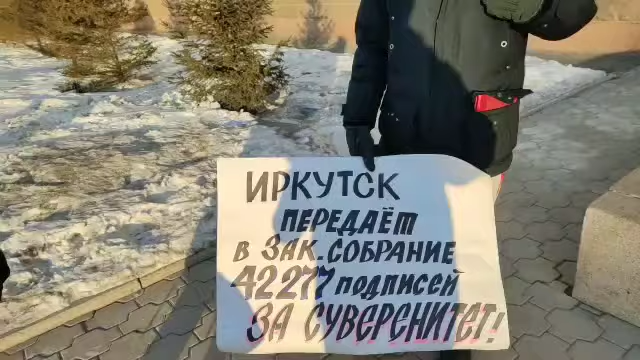 ИРКУТСК
ПЕРЕДАЁТ
В ЗАК. СОБРАНИЕ
42277 ПОДПИСЕЙ
ЗА СУВЕРЕНИТЕТ!